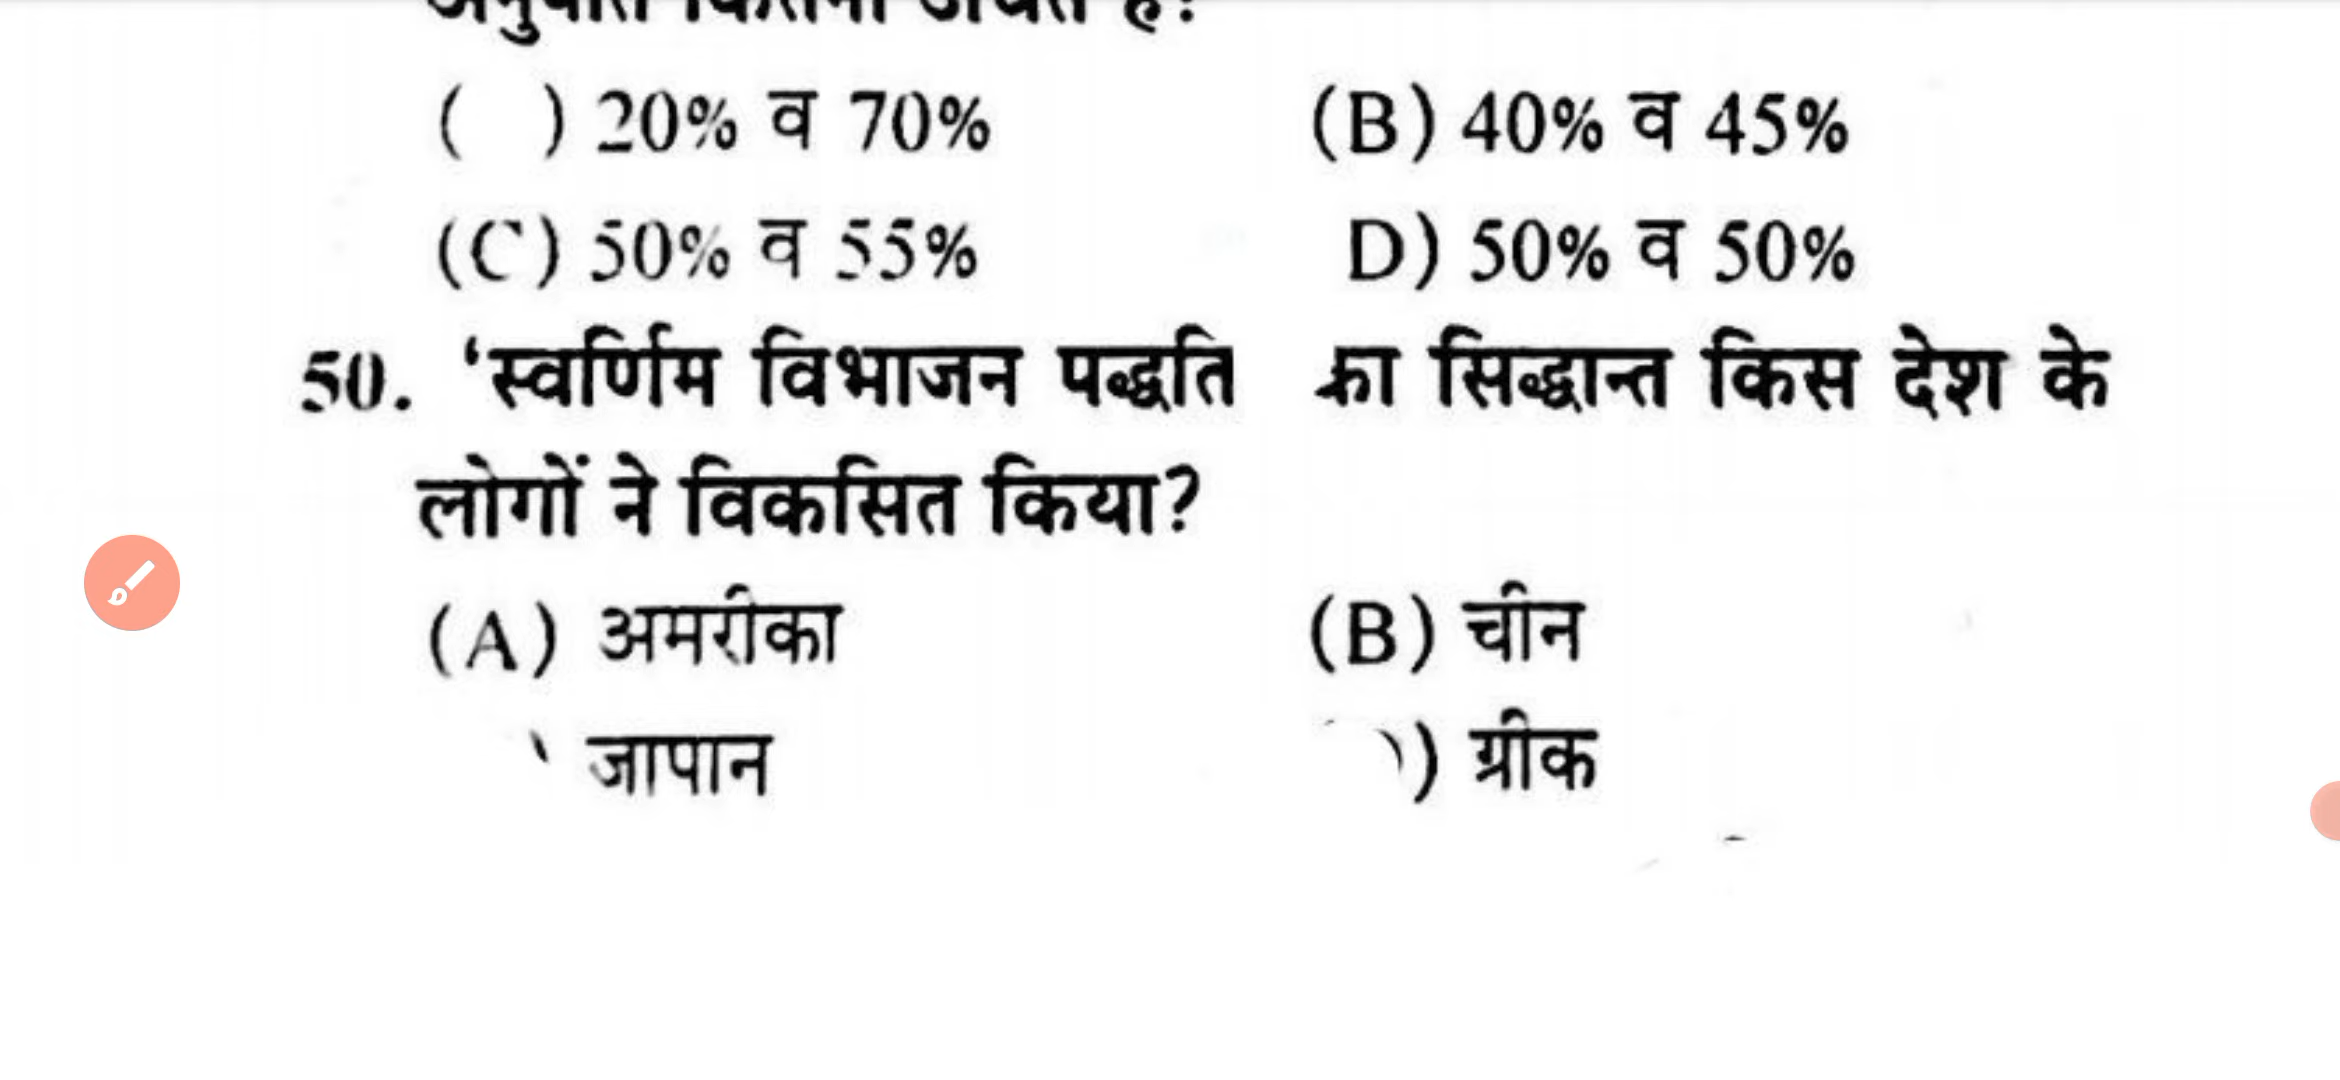 ( ) 20% व 70% (B) 40% व 45%
(C) 50% व 55% D) 50% व 50%
50. ‘स्वर्णिम विभाजन पद्धति का सिद्धान्त किस देश के
लोगों ने विकसित किया?
(A) अमरीका (B) चीन
जापान ) ग्रीक